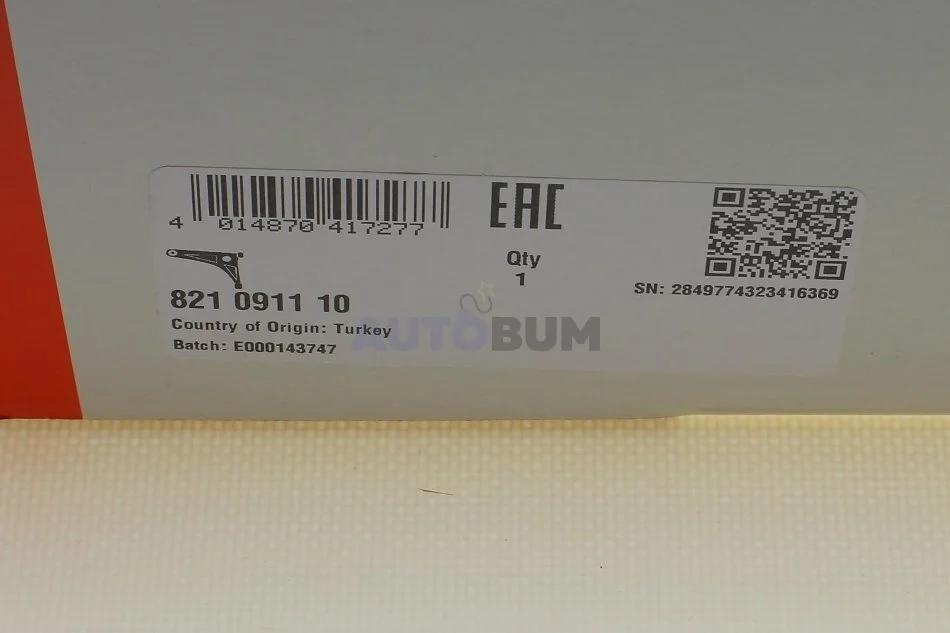 4 014870 417277
EAC
Qty
1
821 0911 10
SN: 2849774323416369
Country of Origin: Turkey
Batch: E000143747
AUTOBUM